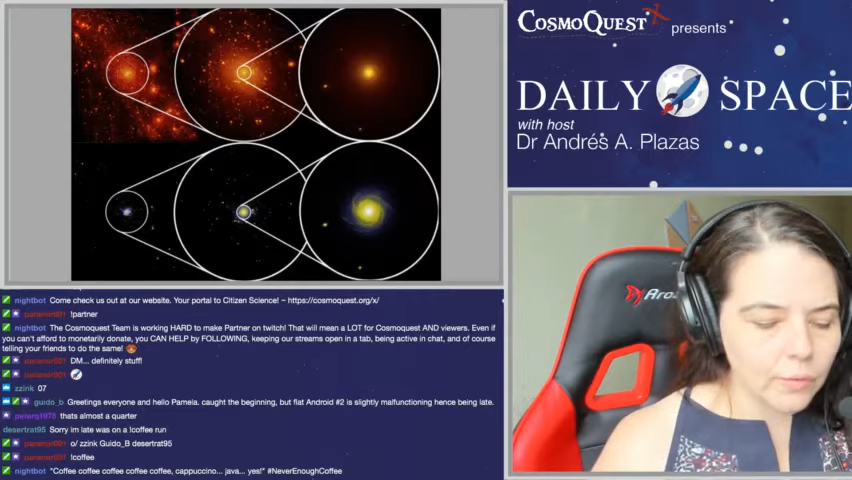 COSMOQUEST X presents
DAILY SPACE
with host
Dr Andrés A. Plazas
nightbot Come check us out at our website. Your portal to Citizen Science! ~ https://cosmoquest.org/x/
!partner
nightbot The Cosmoquest Team is working HARD to make Partner on twitch! That will mean a LOT for Cosmoquest AND viewers. Even if
you can't afford to monetarily donate, you CAN HELP by FOLLOWING, keeping our streams open in a tab, being active in chat, and of course
telling your friends to do the same!
DM... definitely stuff!
zzink 07
guido_b Greetings everyone and hello Pamela. caught the beginning, but flat Android #2 is slightly malfunctioning hence being late.
thats almost a quarter
desertrat95 Sorry im late was on a !coffee run
o/ zzink Guido_B desertrat95
!coffee
nightbot "Coffee coffee coffee coffee coffee, cappuccino... java... yes!" #NeverEnoughCoffee